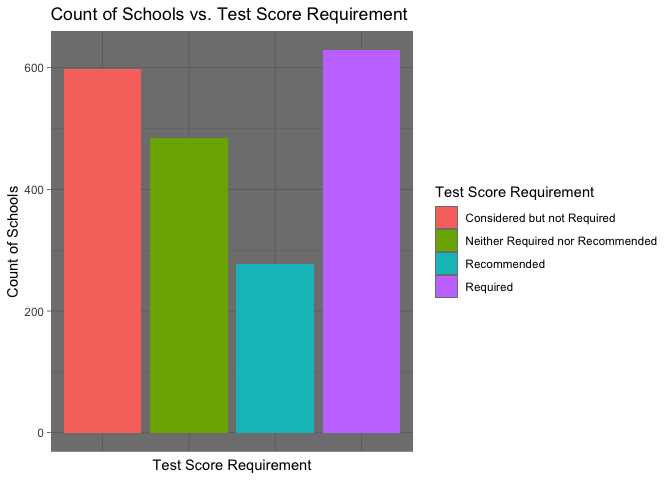 Count of Schools vs. Test Score Requirement
600
400
200
0
Count of Schools
Test Score Requirement
Test Score Requirement
Considered but not Required
Neither Required nor Recommended
Recommended
Required